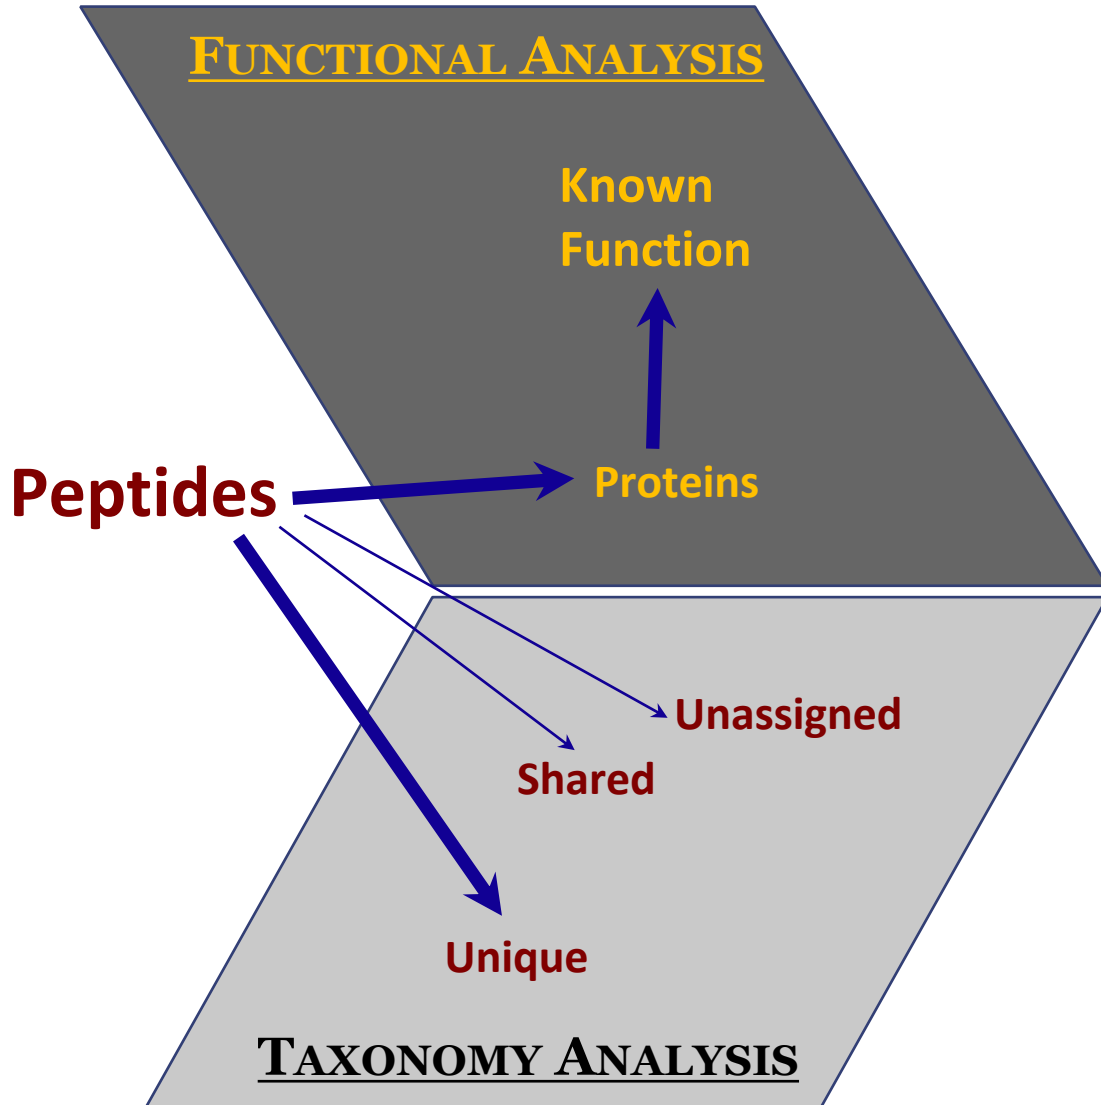 FUNCTIONAL ANALYSIS
Known
Function
Peptides
Proteins
Unassigned
Shared
Unique
TAXONOMY ANALYSIS